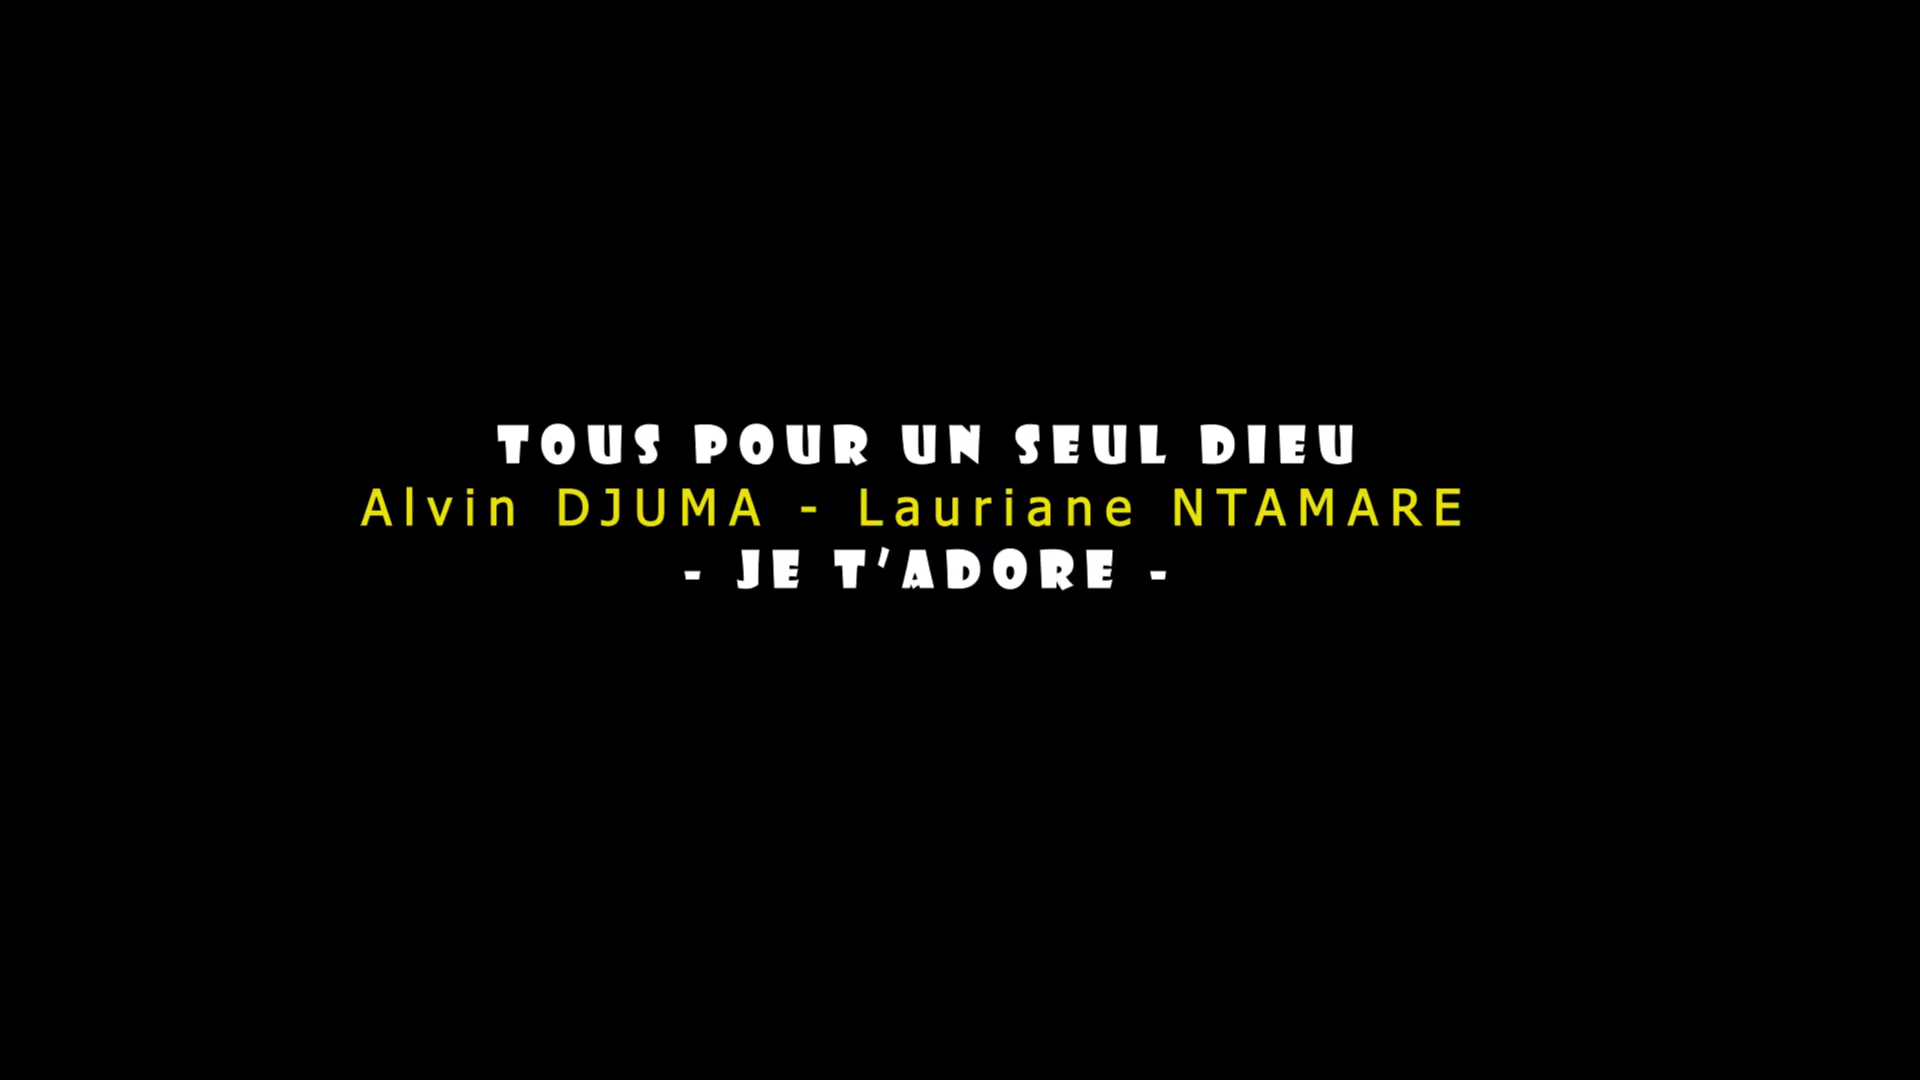 TOUS POUR UN SEUL DIEU
Alvin DJUMA - Lauriane NTAMARE
- JE T'ADORE -